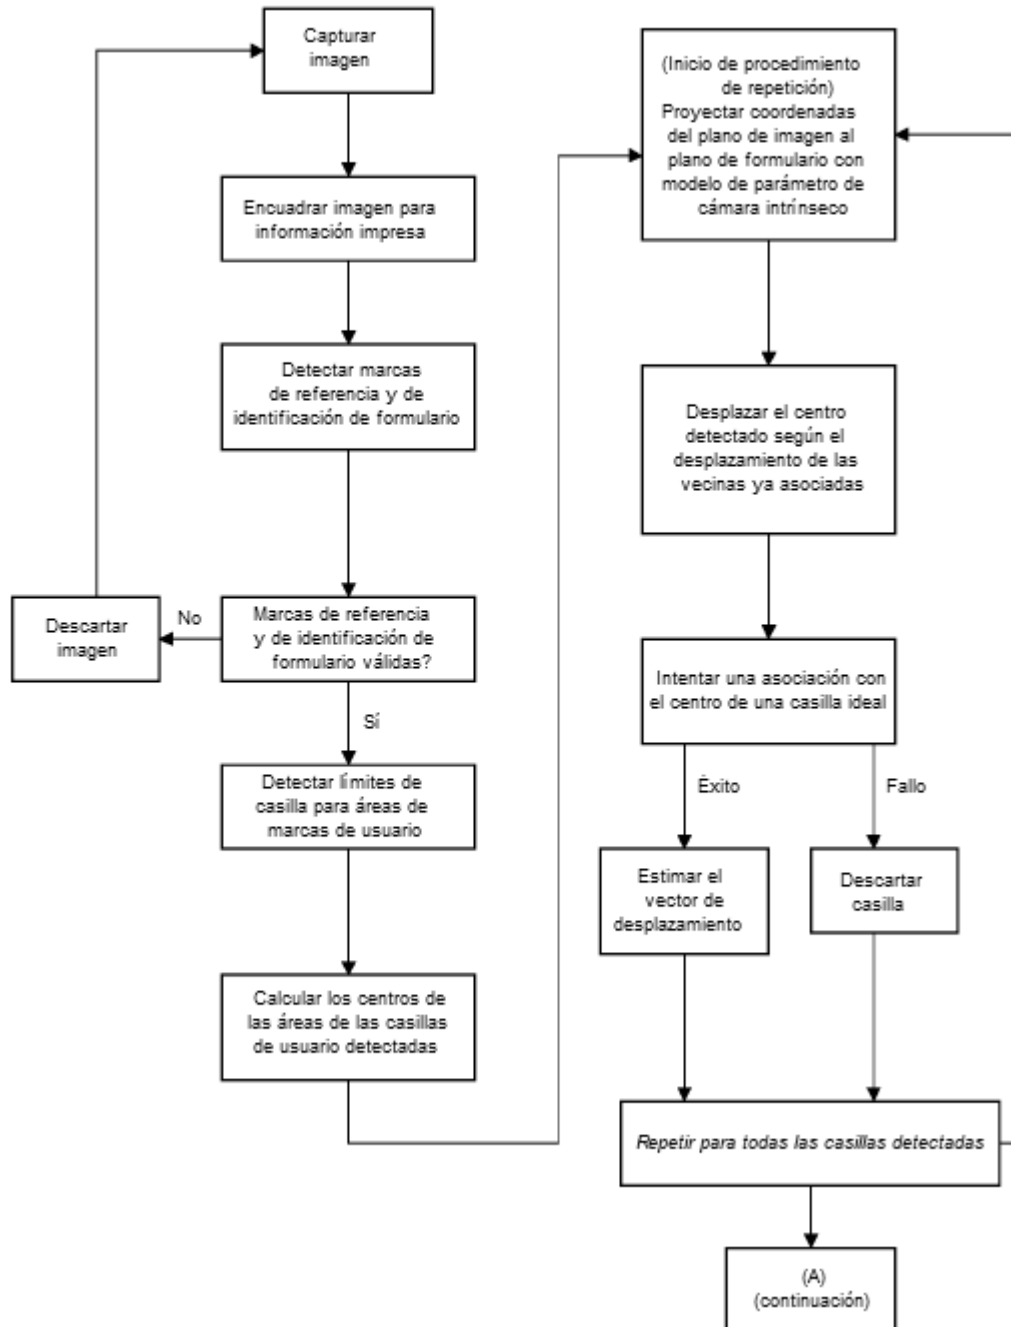 Capturar
imagen
Encuadrar imagen para
información impresa
Detectar marcas
de referencia y de
identificación de formulario
Marcas de referencia
y de identificación de
formulario válidas?
No
Descartar
imagen
Sí
Detectar límites de
casilla para áreas de
marcas de usuario
Calcular los centros de
las áreas de las casillas
de usuario detectadas
(Inicio de procedimiento
de repetición)
Proyectar coordenadas
del plano de imagen al
plano de formulario con
modelo de parámetro de
cámara intrínseco
Desplazar el centro
detectado según el
desplazamiento de las
vecinas ya asociadas
Intentar una asociación con
el centro de una casilla ideal
Éxito
Fallo
Estimar el
vector de
desplazamiento
Descartar
casilla
Repetir para todas las casillas detectadas
(A)
(continuación)